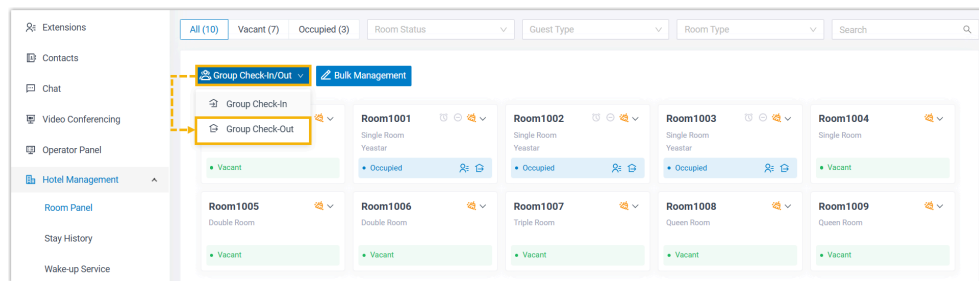 Extensions
Contacts
Chat
Video Conferencing
Operator Panel
Hotel Management
Room Panel
Stay History
Wake-up Service
All (10) Vacant (7) Occupied (3) Room Status Guest Type Room Type Search
Group Check-In/Out Bulk Management
Group Check-In
Group Check-Out
Room1001 Room1002 Room1003 Room1004
Single Room Single Room Single Room Single Room
Yeastar Yeastar Yeastar
• Vacant • Occupied • Occupied • Occupied • Vacant
Room1005 Room1006 Room1007 Room1008 Room1009
Double Room Double Room Triple Room Queen Room Queen Room
• Vacant • Vacant • Vacant • Vacant • Vacant